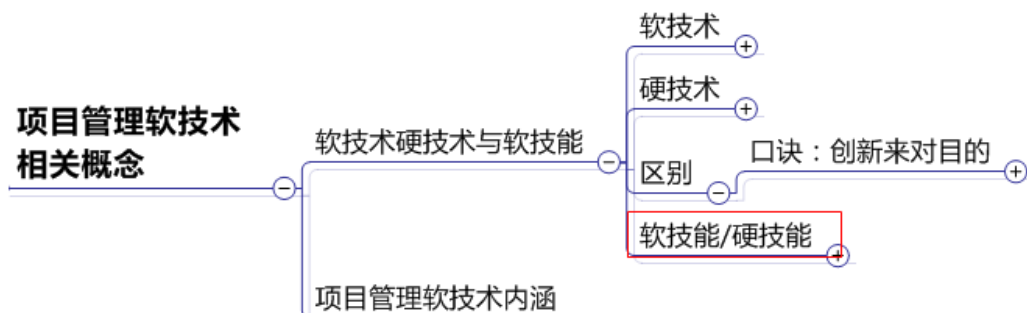 项目管理软技术
相关概念
软技术硬技术与软技能
软技术
硬技术
区别
口诀：创新来对目的
软技能/硬技能
项目管理软技术内涵